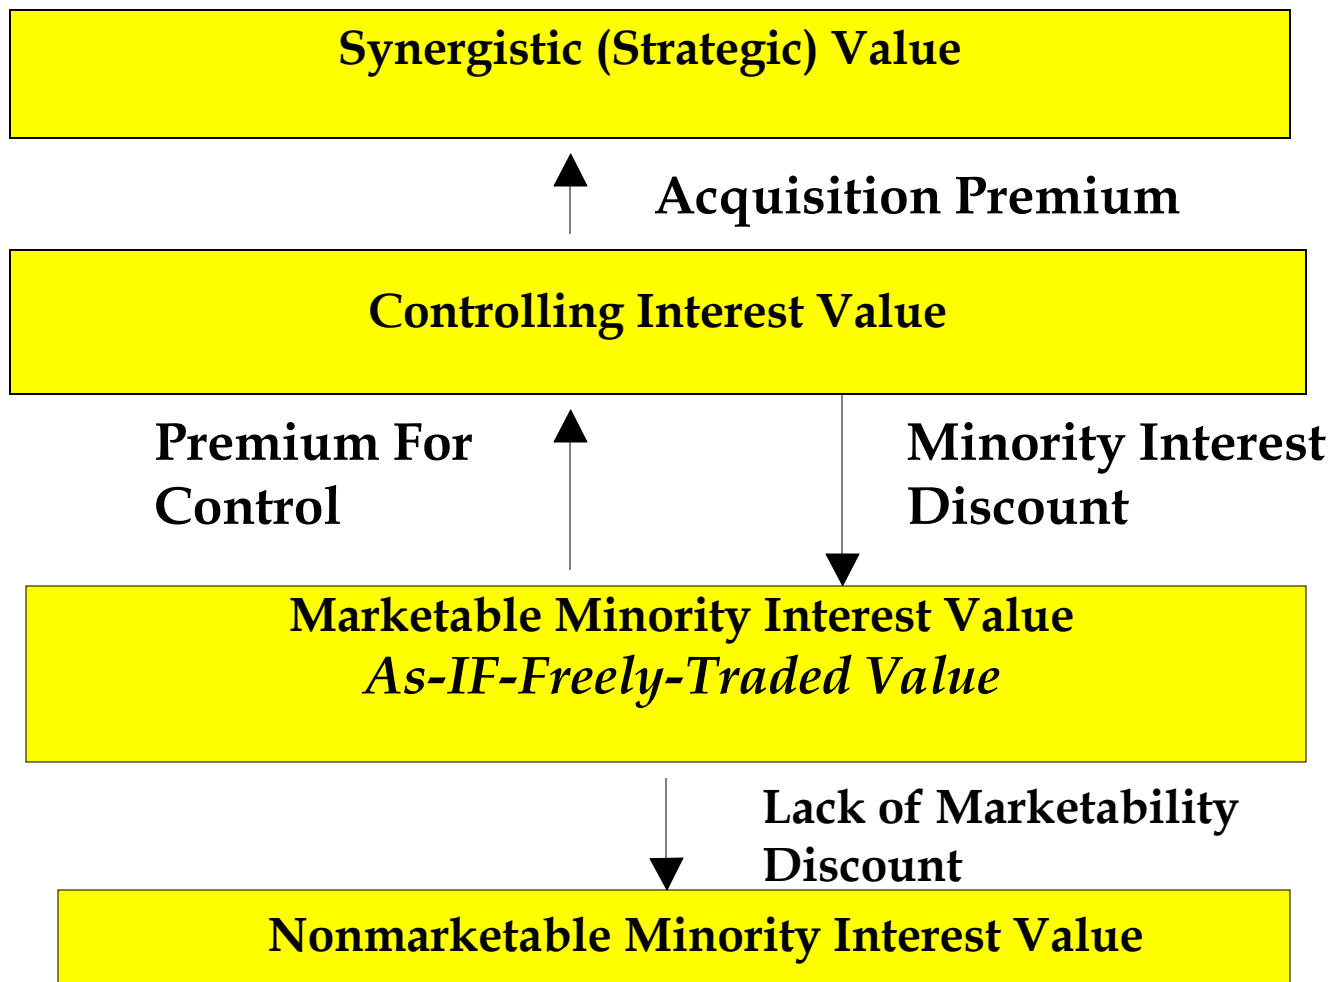 Synergistic (Strategic) Value
Acquisition Premium
Controlling Interest Value
Premium For
Control
Minority Interest
Discount
Marketable Minority Interest Value
As-IF-Freely-Traded Value
Lack of Marketability
Discount
Nonmarketable Minority Interest Value